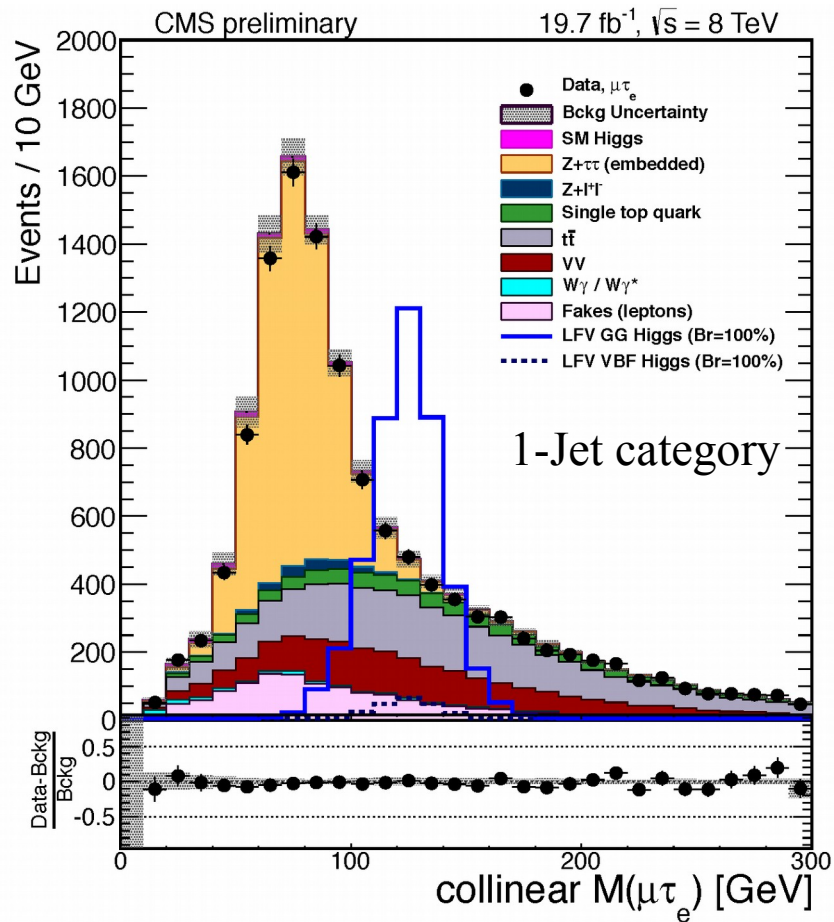 CMS preliminary 19.7 fb⁻¹, √s = 8 TeV
2000
1800
1600
1400
1200
1000
800
600
400
200
0
Events / 10 GeV
Data, μτₑ
Bckg Uncertainty
SM Higgs
Z+ττ (embedded)
Z+l⁺l⁻
Single top quark
tt̄
VV
Wγ / Wγ*
Fakes (leptons)
LFV GG Higgs (Br=100%)
LFV VBF Higgs (Br=100%)
1-Jet category
Data-Bckg
Bckg
0.5
0
-0.5
0 100 200 300
collinear M(μτₑ) [GeV]